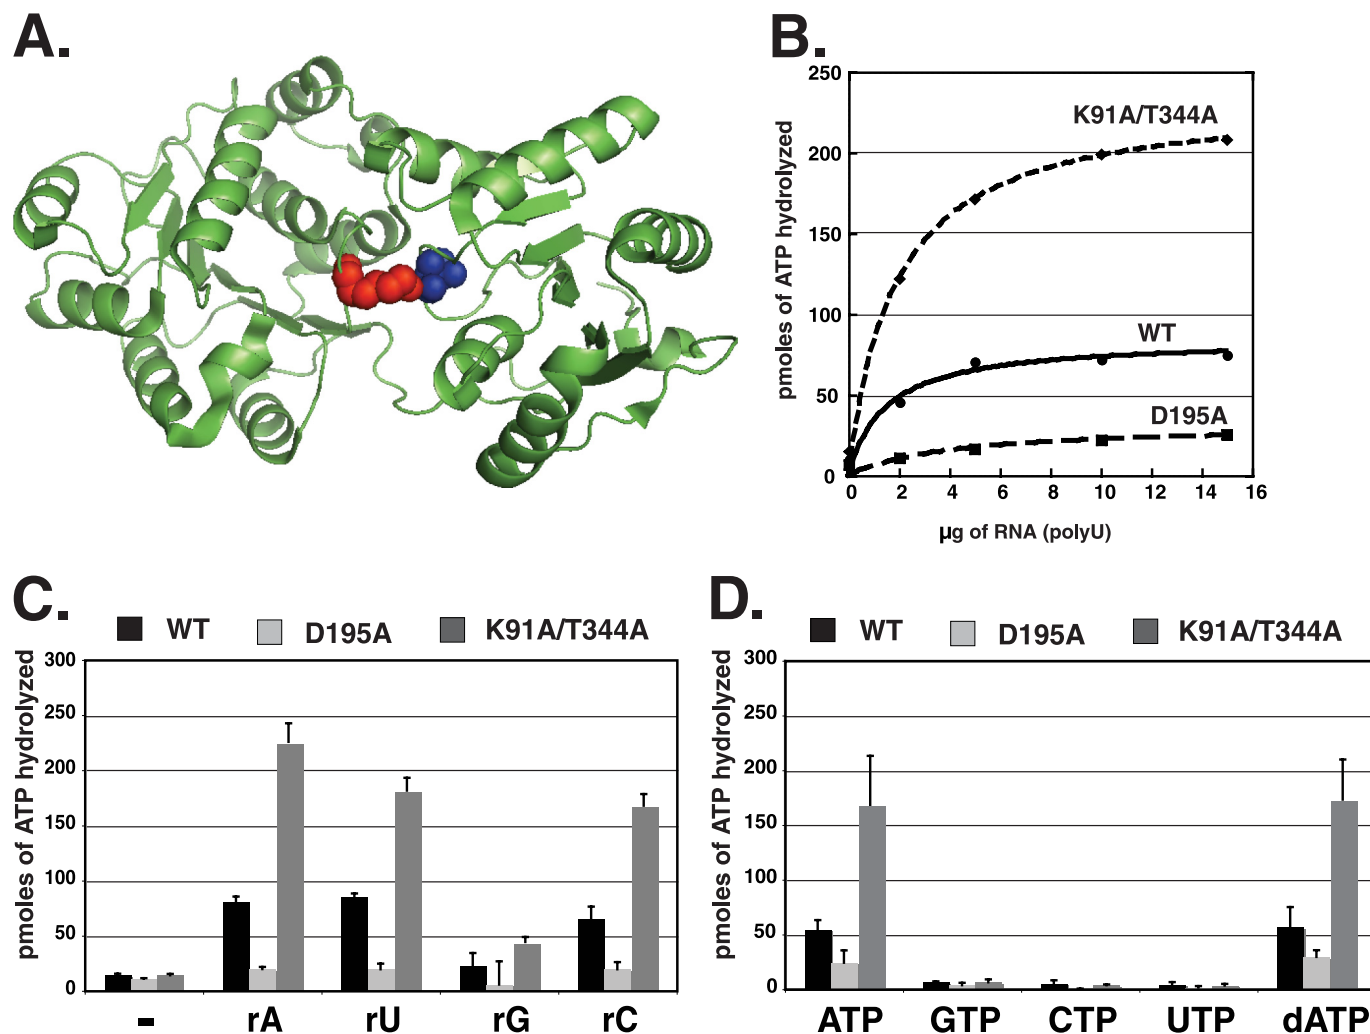 A.
B.
pmoles of ATP hydrolyzed
250
200
150
100
50
0
K91A/T344A
WT
D195A
0 2 4 6 8 10 12 14 16
µg of RNA (polyU)
C.
WT D195A K91A/T344A
pmoles of ATP hydrolyzed
300
250
200
150
100
50
0
- rA rU rG rC
D.
WT D195A K91A/T344A
pmoles of ATP hydrolyzed
300
250
200
150
100
50
0
ATP GTP CTP UTP dATP